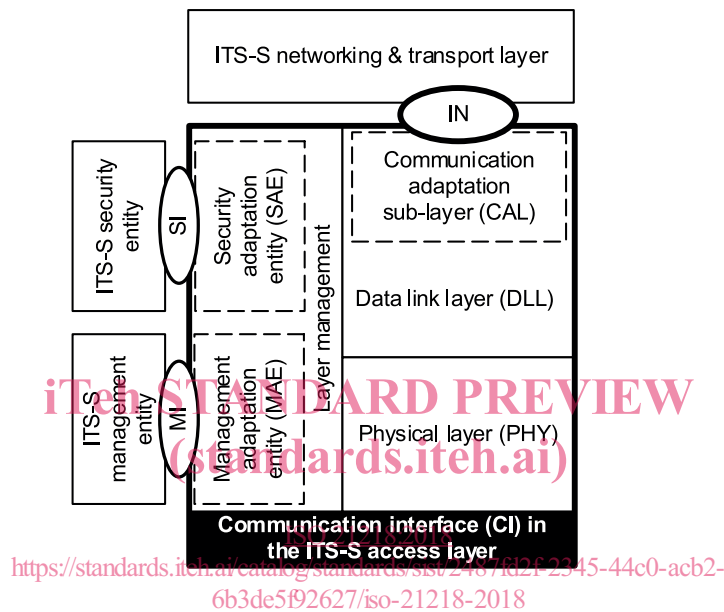 ITS-S networking & transport layer
IN
ITS-S security
entity
SI
Security
adaptation
entity (SAE)
Layer management
Communication
adaptation
sub-layer (CAL)
Data link layer (DLL)
ITS-S
management
entity
MI
Management
adaptation
entity (MAE)
Physical layer (PHY)
iTeh STANDARD PREVIEW
(standards.iteh.ai)
Communication interface (CI) in
the ITS-S access layer
ISO 21218:2018
https://standards.iteh.ai/catalog/standards/sist/2487fd2f-2345-44c0-acb2-
6b3de5f92627/iso-21218-2018